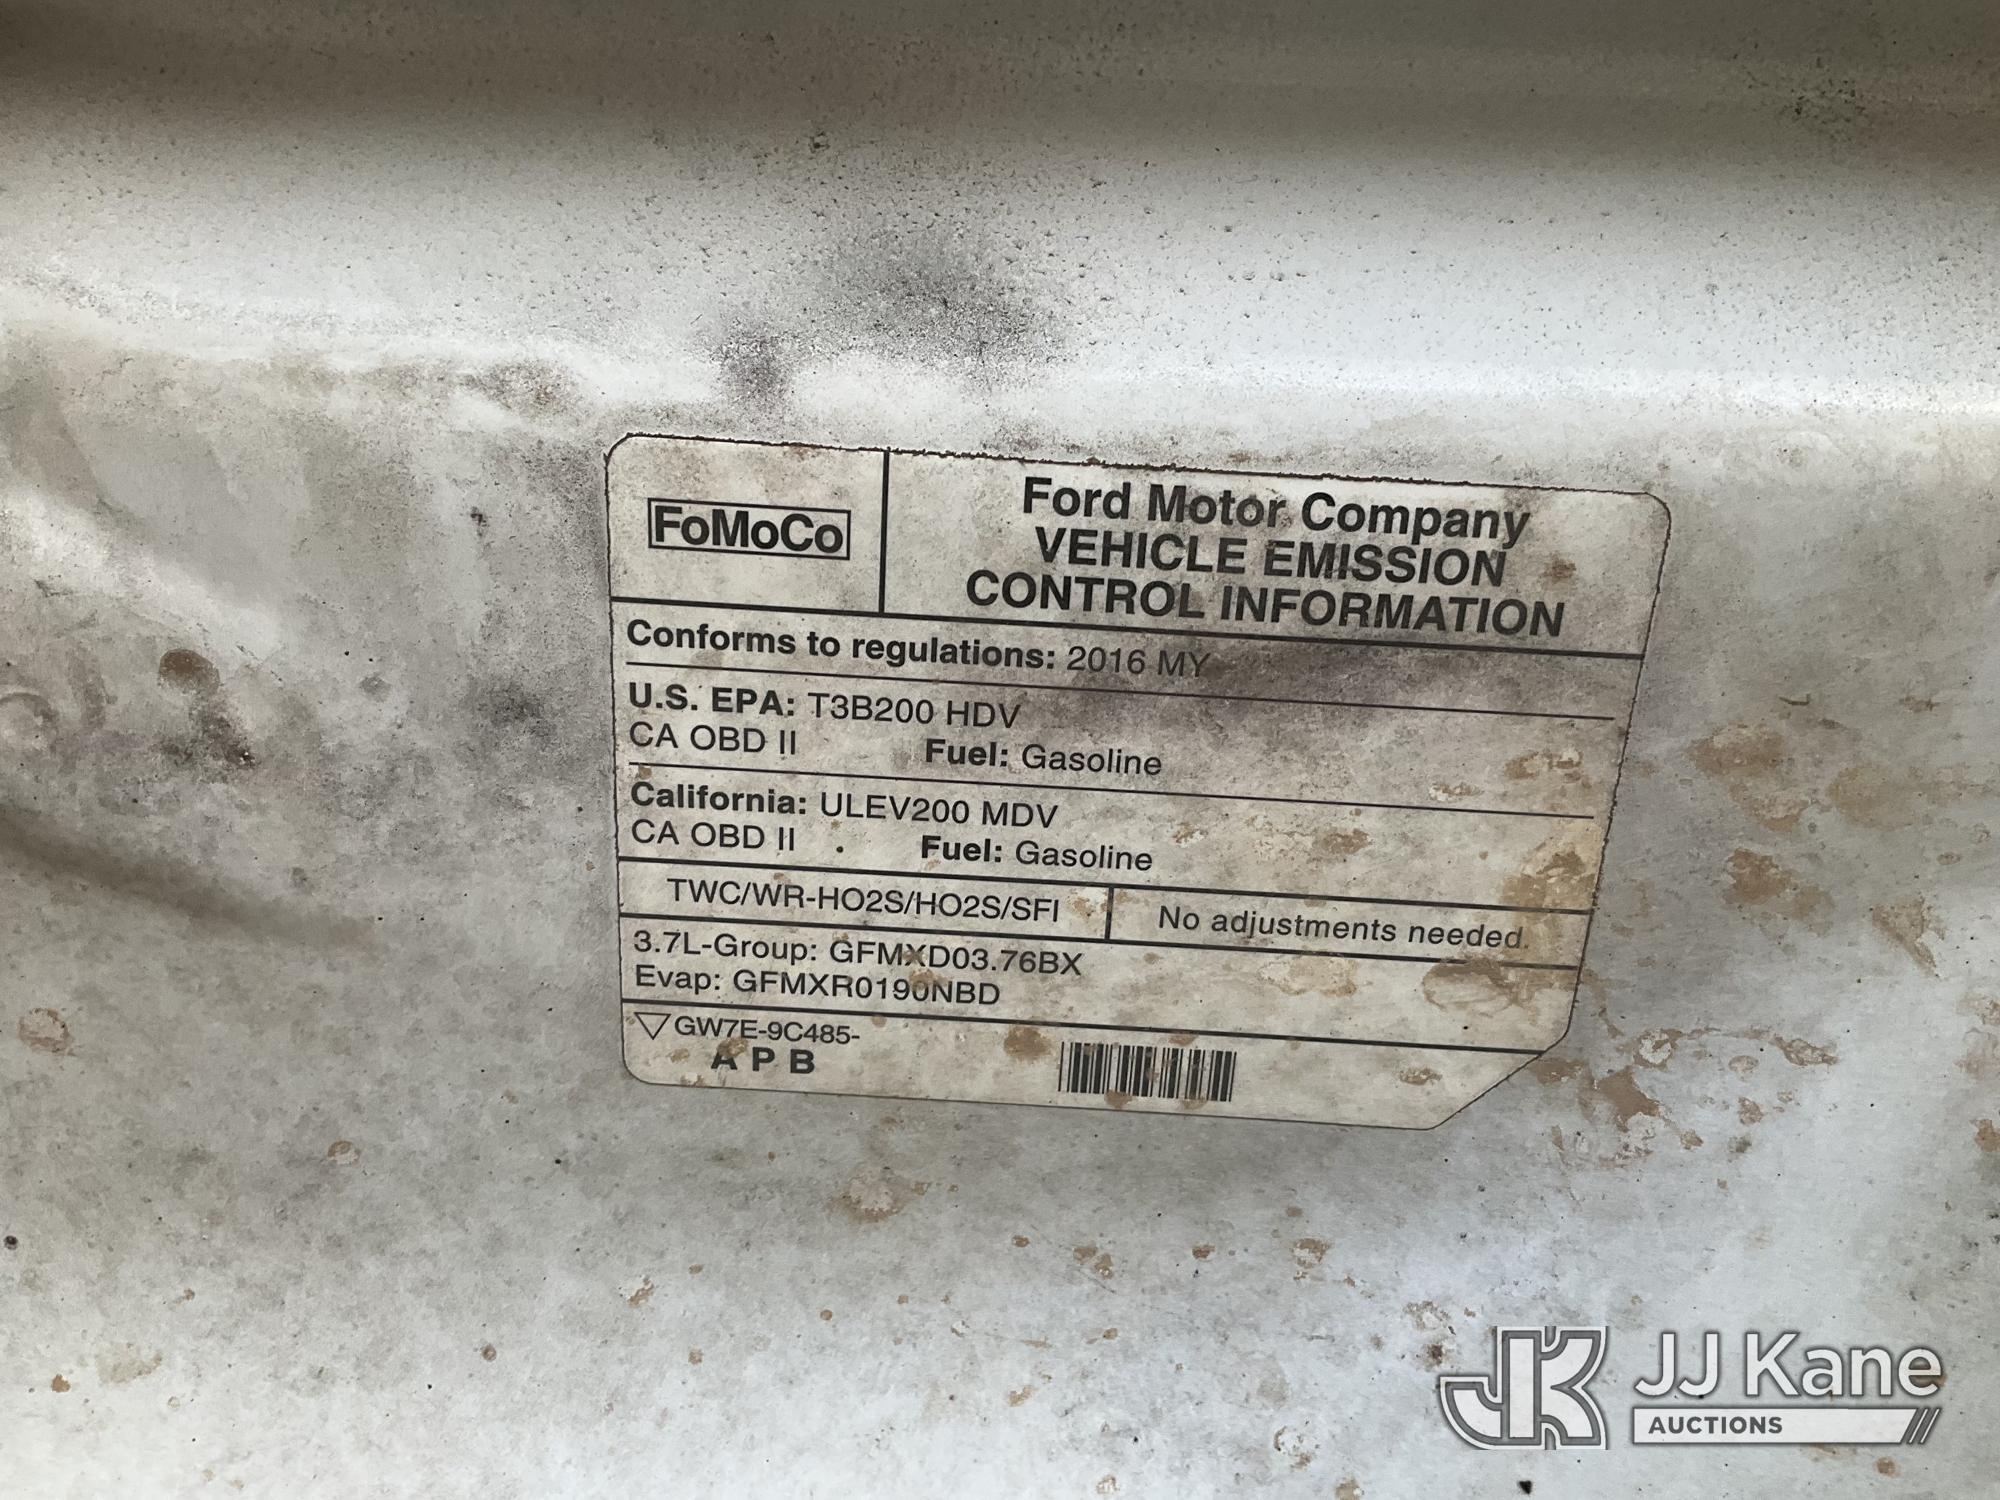 FoMoCo
Ford Motor Company
VEHICLE EMISSION
CONTROL INFORMATION
Conforms to regulations: 2016 MY
U.S. EPA: T3B200 HDV
CA OBD II Fuel: Gasoline
California: ULEV200 MDV
CA OBD II Fuel: Gasoline
TWC/WR-HO2S/HO2S/SFI
No adjustments needed.
3.7L-Group: GFMXD03.76BX
Evap: GFMXR0190NBD
GW7E-9C485-
A P B
JK
JJ Kane
AUCTIONS